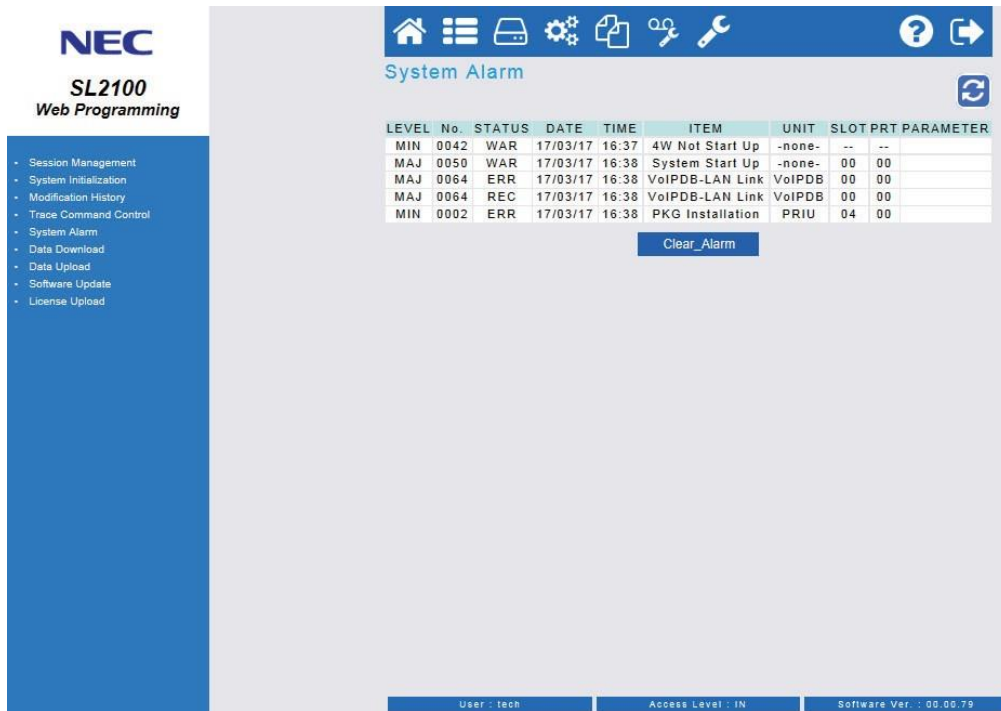 NEC
SL2100
Web Programming
Session Management
System Initialization
Modification History
Trace Command Control
System Alarm
Data Download
Data Upload
Software Update
License Upload
System Alarm
LEVEL No. STATUS DATE TIME ITEM UNIT SLOT PRT PARAMETER
MIN 0042 WAR 17/03/17 16:37 4W Not Start Up -none- -- --
MAJ 0050 WAR 17/03/17 16:38 System Start Up -none- 00 00
MAJ 0064 ERR 17/03/17 16:38 VoIPDB-LAN Link VoIPDB 00 00
MAJ 0064 REC 17/03/17 16:38 VoIPDB-LAN Link VoIPDB 00 00
MIN 0002 ERR 17/03/17 16:38 PKG Installation PRIU 04 00
Clear_Alarm
User : tech Access Level : IN Software Ver. : 00.00.79